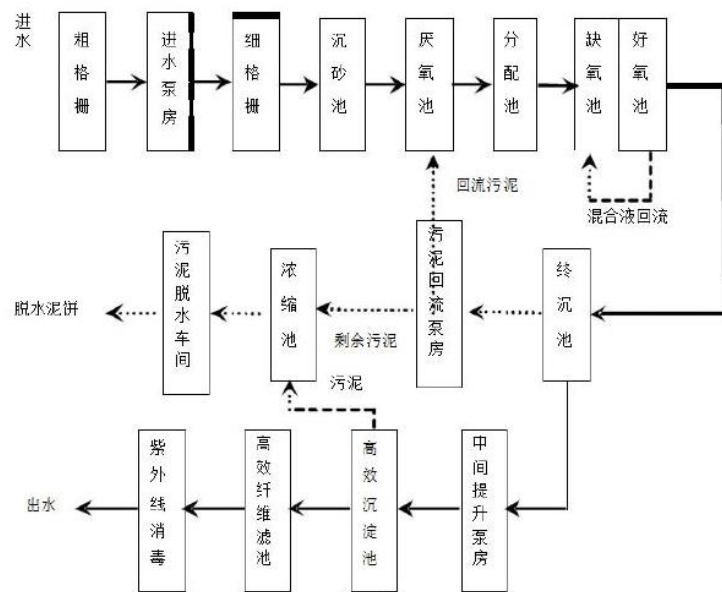 进水
粗格栅
进水泵房
细格栅
沉砂池
厌氧池
分配池
缺氧池
好氧池
回流污泥
混合液回流
脱水泥饼
污泥脱水车间
浓缩池
剩余污泥
污泥回流泵房
终沉池
污泥
出水
紫外线消毒
高效纤维滤池
高效沉淀池
中间提升泵房